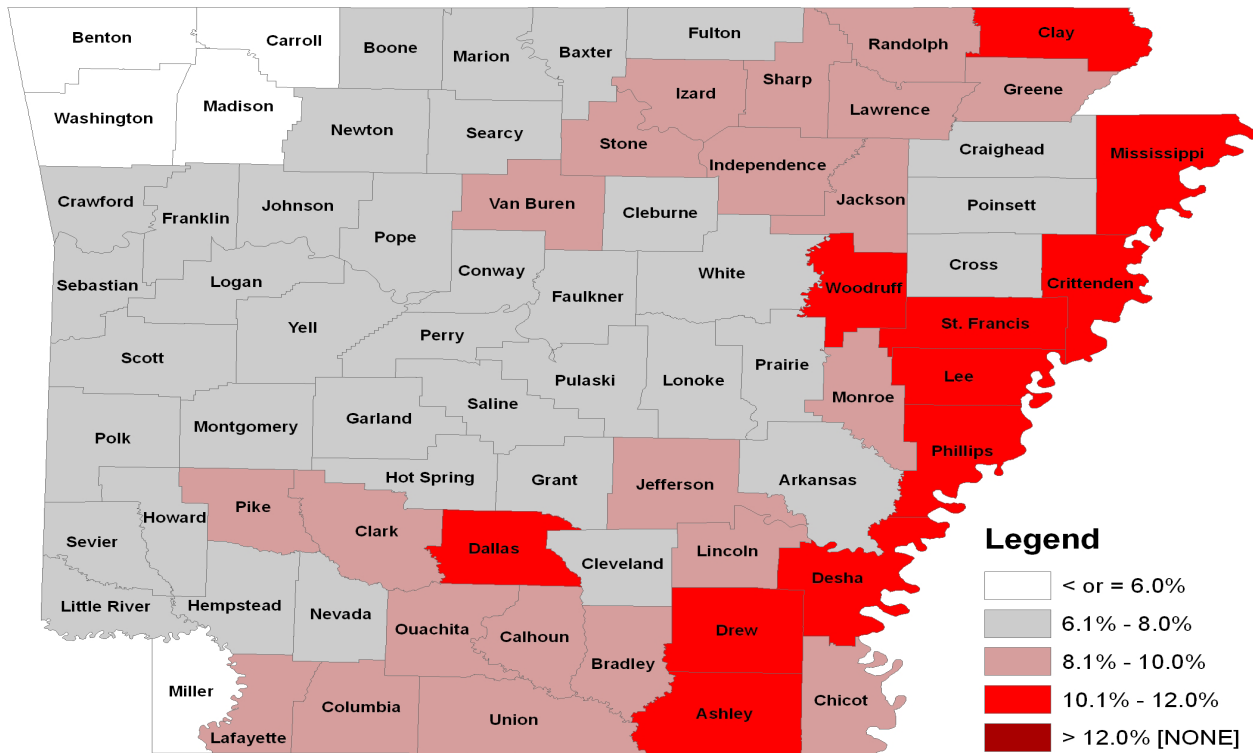 Benton
Carroll
Boone
Marion
Baxter
Fulton
Randolph
Clay
Washington
Madison
Newton
Searcy
Stone
Izard
Sharp
Lawrence
Greene
Independence
Craighead
Mississippi
Crawford
Franklin
Johnson
Pope
Van Buren
Cleburne
Jackson
Poinsett
Sebastian
Logan
Conway
Faulkner
White
Woodruff
Cross
Crittenden
Scott
Yell
Perry
Pulaski
Lonoke
Prairie
St. Francis
Lee
Monroe
Polk
Montgomery
Garland
Saline
Hot Spring
Grant
Jefferson
Arkansas
Phillips
Howard
Pike
Clark
Dallas
Cleveland
Lincoln
Desha
Sevier
Little River
Hempstead
Nevada
Ouachita
Calhoun
Bradley
Drew
Miller
Lafayette
Columbia
Union
Ashley
Chicot
Legend
< or = 6.0%
6.1% - 8.0%
8.1% - 10.0%
10.1% - 12.0%
> 12.0% [NONE]